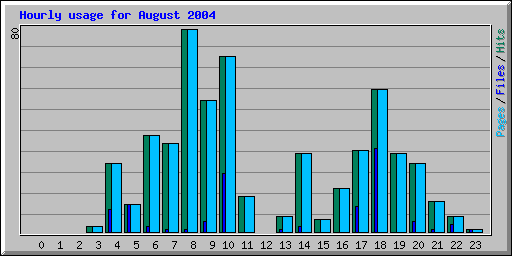 Hourly usage for August 2004
80
Pages / Files / Hits
0 1 2 3 4 5 6 7 8 9 10 11 12 13 14 15 16 17 18 19 20 21 22 23